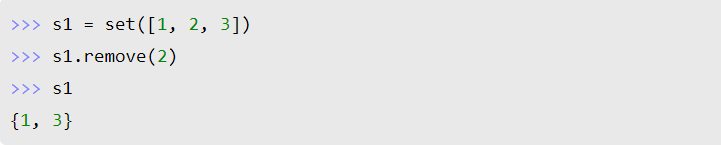 >>> s1 = set([1, 2, 3])
>>> s1.remove(2)
>>> s1
{1, 3}